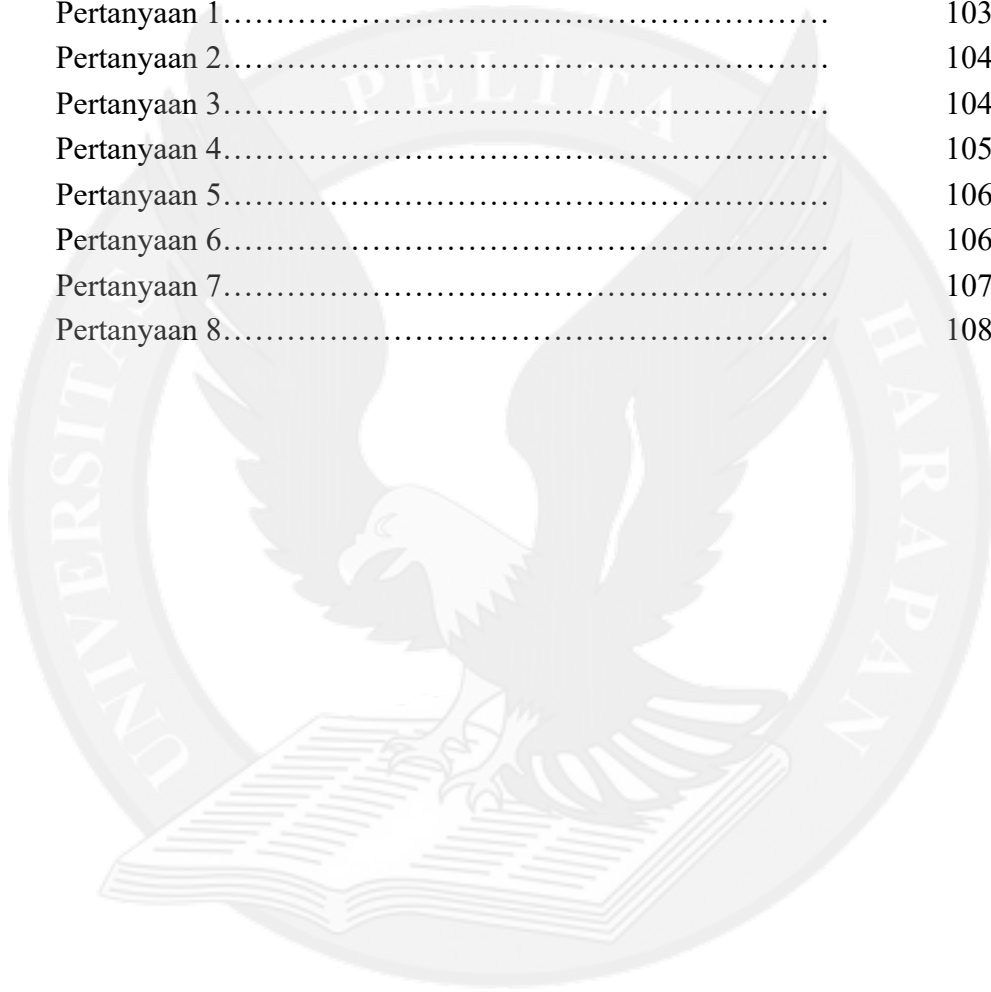 Pertanyaan 1………………………………………………………… 103
Pertanyaan 2………………………………………………………… 104
Pertanyaan 3………………………………………………………… 104
Pertanyaan 4………………………………………………………… 105
Pertanyaan 5………………………………………………………… 106
Pertanyaan 6………………………………………………………… 106
Pertanyaan 7………………………………………………………… 107
Pertanyaan 8………………………………………………………… 108
UNIVERSITAS PELITA HARAPAN